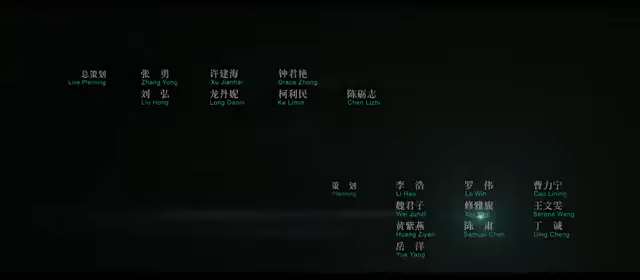 总策划 张 勇 许建海 钟君艳
Line Planning Zhang Yong Xu Jianhai Grace Zhong
刘 弘 龙丹妮 柯利民 陈砺志
Liu Hong Long Danni Ke Limin Chen Lizhi
策 划 李 浩 罗 伟 曹力宁
Planning Li Hao Lo Win Cao Lining
魏君子 修雅旎 王文雯
Wei Junzi Serena Wang
黄紫燕 陈 肃 丁 诚
Huang Ziyan Samuel Chen Ding Cheng
岳 洋
Yue Yang